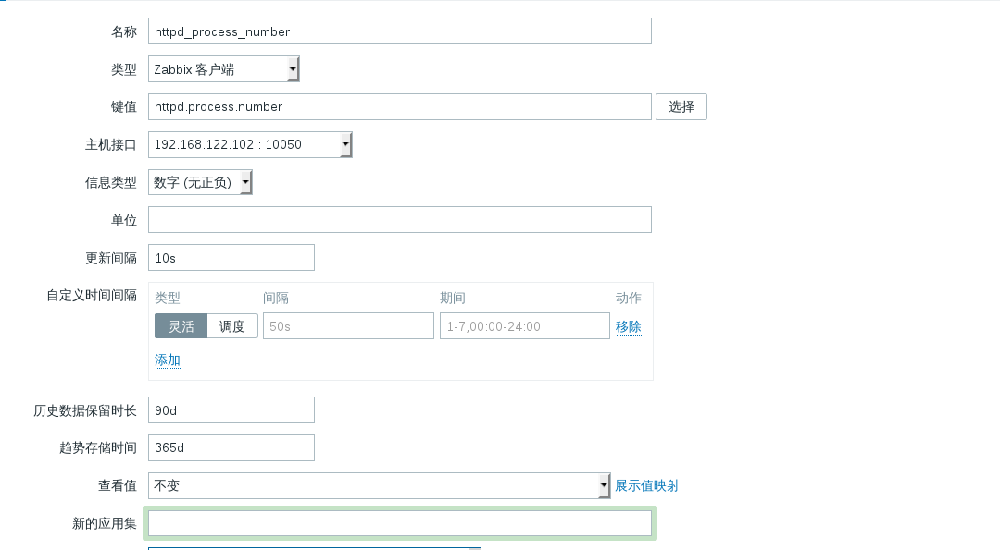 名称 httpd_process_number
类型 Zabbix 客户端
键值 httpd.process.number 选择
主机接口 192.168.122.102 : 10050
信息类型 数字 (无正负)
单位
更新间隔 10s
自定义时间间隔 类型 间隔 期间 动作
灵活 调度 50s 1-7,00:00-24:00 移除
添加
历史数据保留时长 90d
趋势存储时间 365d
查看值 不变 展示值映射
新的应用集